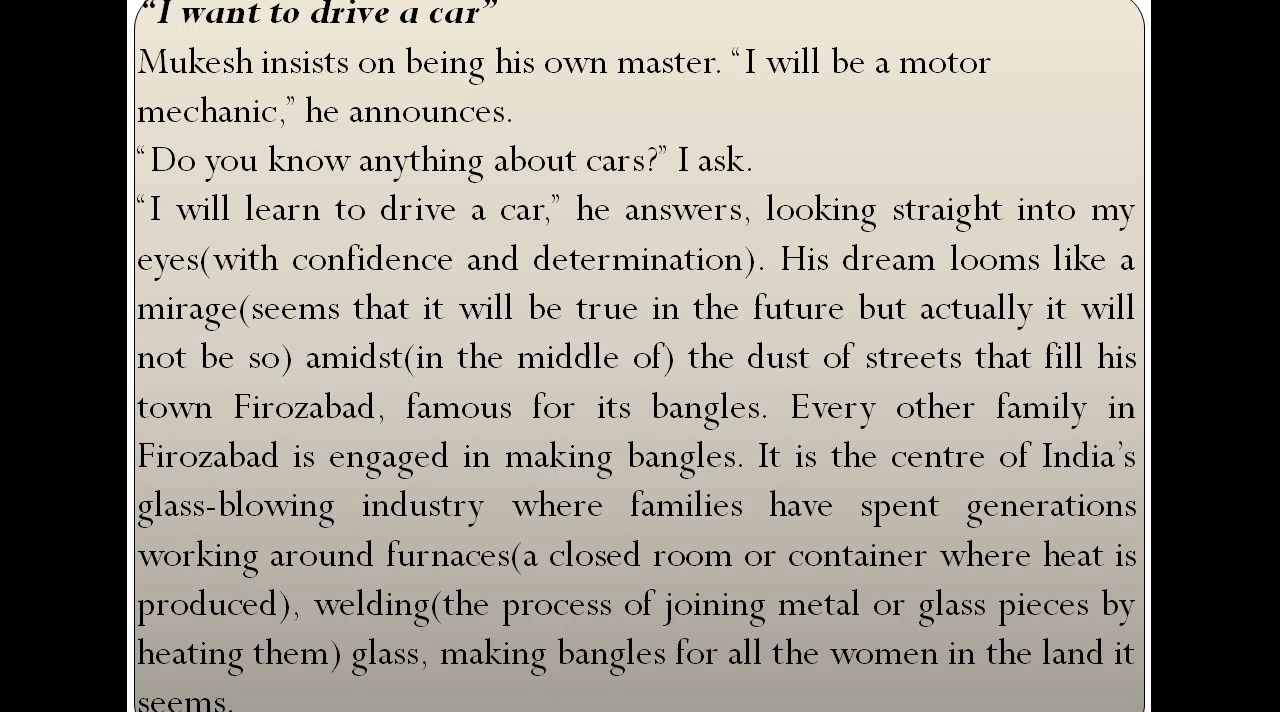 “I want to drive a car”
Mukesh insists on being his own master. “I will be a motor
mechanic,” he announces.
“Do you know anything about cars?” I ask.
“I will learn to drive a car,” he answers, looking straight into my
eyes(with confidence and determination). His dream looms like a
mirage(seems that it will be true in the future but actually it will
not be so) amidst(in the middle of) the dust of streets that fill his
town Firozabad, famous for its bangles. Every other family in
Firozabad is engaged in making bangles. It is the centre of India’s
glass-blowing industry where families have spent generations
working around furnaces(a closed room or container where heat is
produced), welding(the process of joining metal or glass pieces by
heating them) glass, making bangles for all the women in the land it
seems.